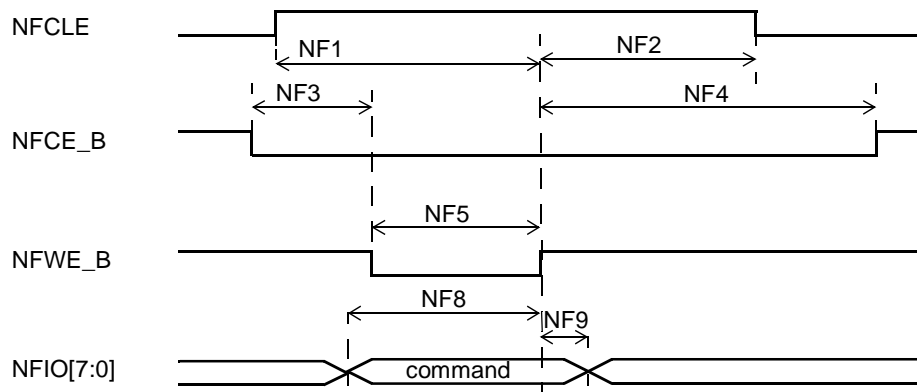 NFCLE
NF1
NF2
NF3
NF4
NFCE_B
NF5
NFWE_B
NF8
NF9
NFIO[7:0]
command